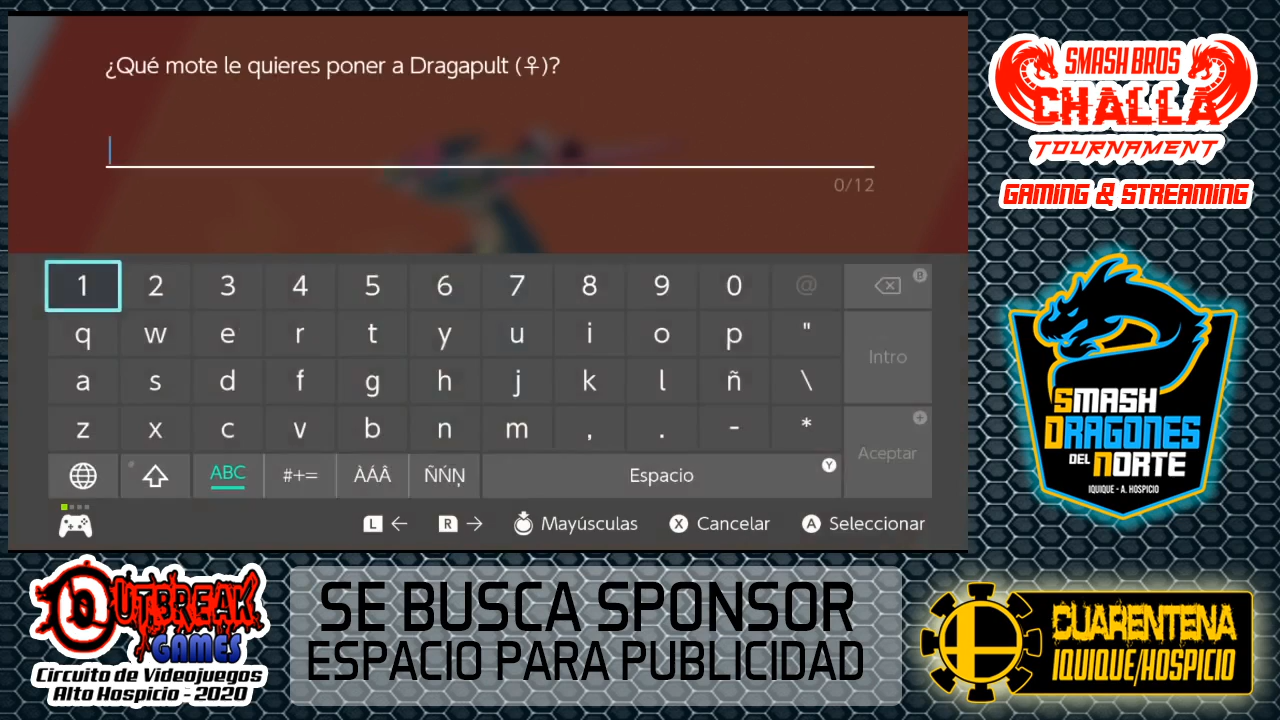 ¿Qué mote le quieres poner a Dragapult (♀)?
0/12
1 2 3 4 5 6 7 8 9 0 @
q w e r t y u i o p "
Intro
a s d f g h j k l ñ \
z x c v b n m , . - *
Aceptar
ABC #+= ÀÁÂ ÑŃŅ Espacio Y
L ← R → Mayúsculas X Cancelar A Seleccionar
SMASH BROS
CHALLA
TOURNAMENT
GAMING & STREAMING
SMASH
DRAGONES
DEL NORTE
IQUIQUE - A. HOSPICIO
OUTBREAK
GAMES
Circuito de Videojuegos
Alto Hospicio - 2020
SE BUSCA SPONSOR
ESPACIO PARA PUBLICIDAD
CUARENTENA
IQUIQUE/HOSPICIO